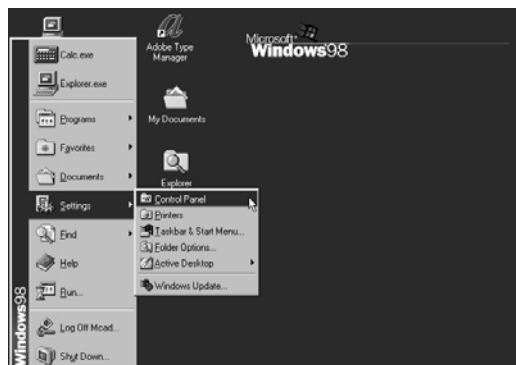 Calc.exe
Explorer.exe
Programs
Favorites
Documents
Settings
Find
Help
Run...
Log Off Mcad...
Shut Down...
Windows98
Adobe Type
Manager
My Documents
Explorer
Microsoft
Windows98
Control Panel
Printers
Taskbar & Start Menu...
Folder Options...
Active Desktop
Windows Update...